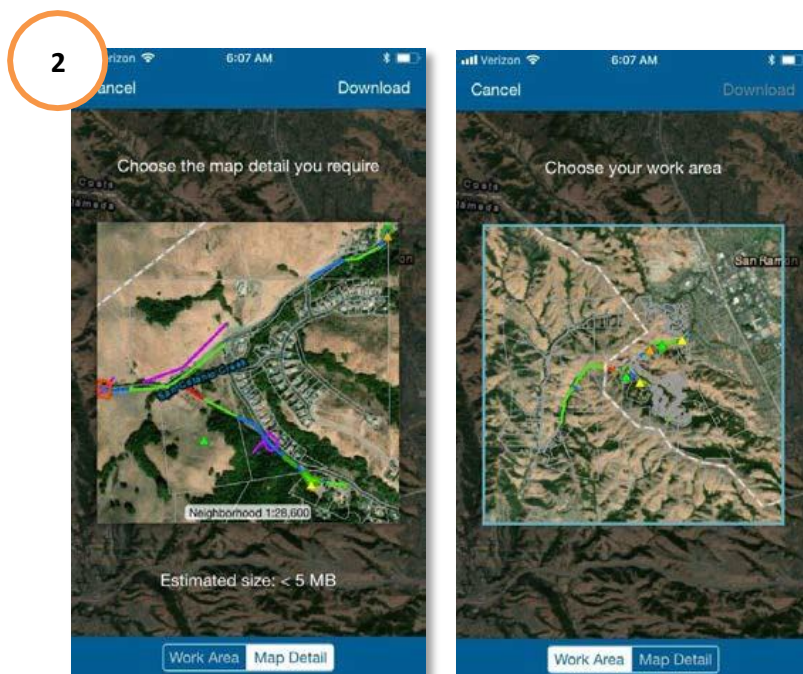 2
rizon 6:07 AM
ancel Download
Choose the map detail you require
Neighborhood 1:28,600
Estimated size: < 5 MB
Work Area Map Detail
Verizon 6:07 AM
Cancel Download
Choose your work area
San Ramon
Work Area Map Detail